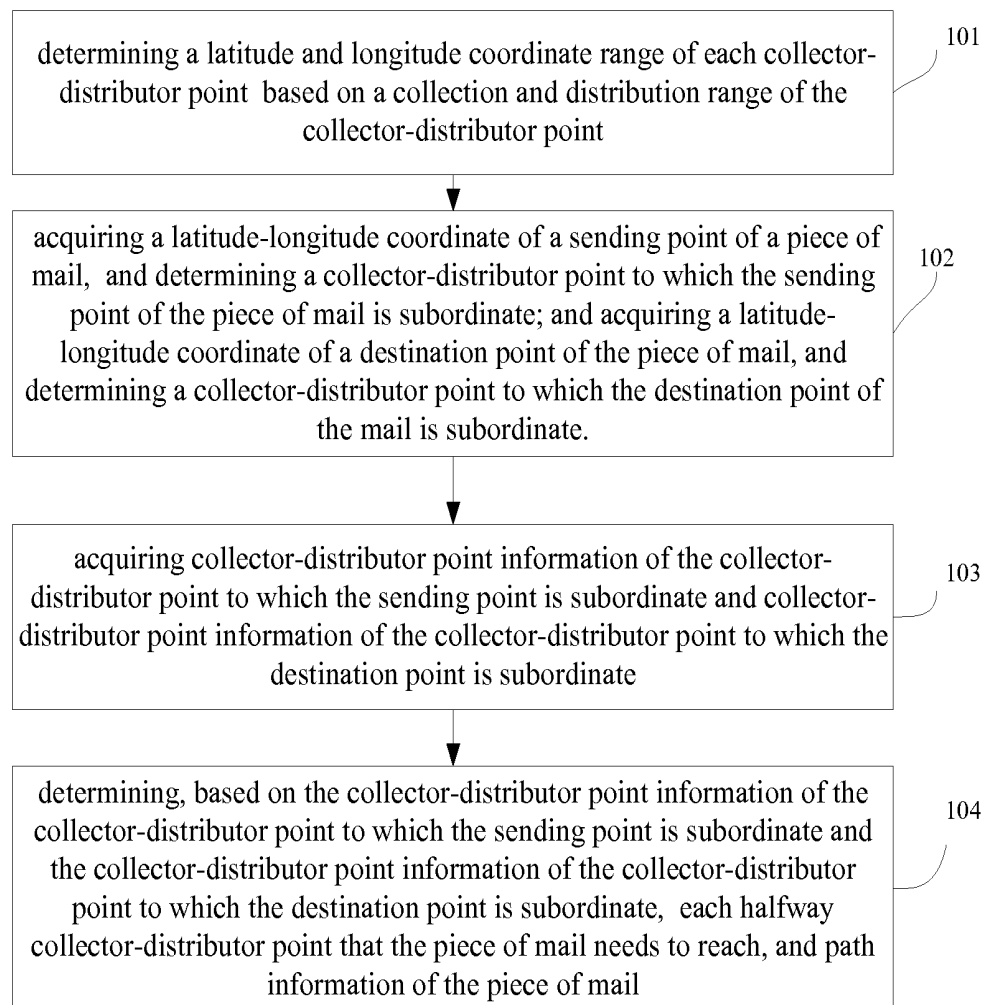 determining a latitude and longitude coordinate range of each collector-
distributor point based on a collection and distribution range of the
collector-distributor point
101
acquiring a latitude-longitude coordinate of a sending point of a piece of
mail, and determining a collector-distributor point to which the sending
point of the piece of mail is subordinate; and acquiring a latitude-
longitude coordinate of a destination point of the piece of mail, and
determining a collector-distributor point to which the destination point of
the mail is subordinate.
102
acquiring collector-distributor point information of the collector-
distributor point to which the sending point is subordinate and collector-
distributor point information of the collector-distributor point to which the
destination point is subordinate
103
determining, based on the collector-distributor point information of the
collector-distributor point to which the sending point is subordinate and
the collector-distributor point information of the collector-distributor
point to which the destination point is subordinate, each halfway
collector-distributor point that the piece of mail needs to reach, and path
information of the piece of mail
104